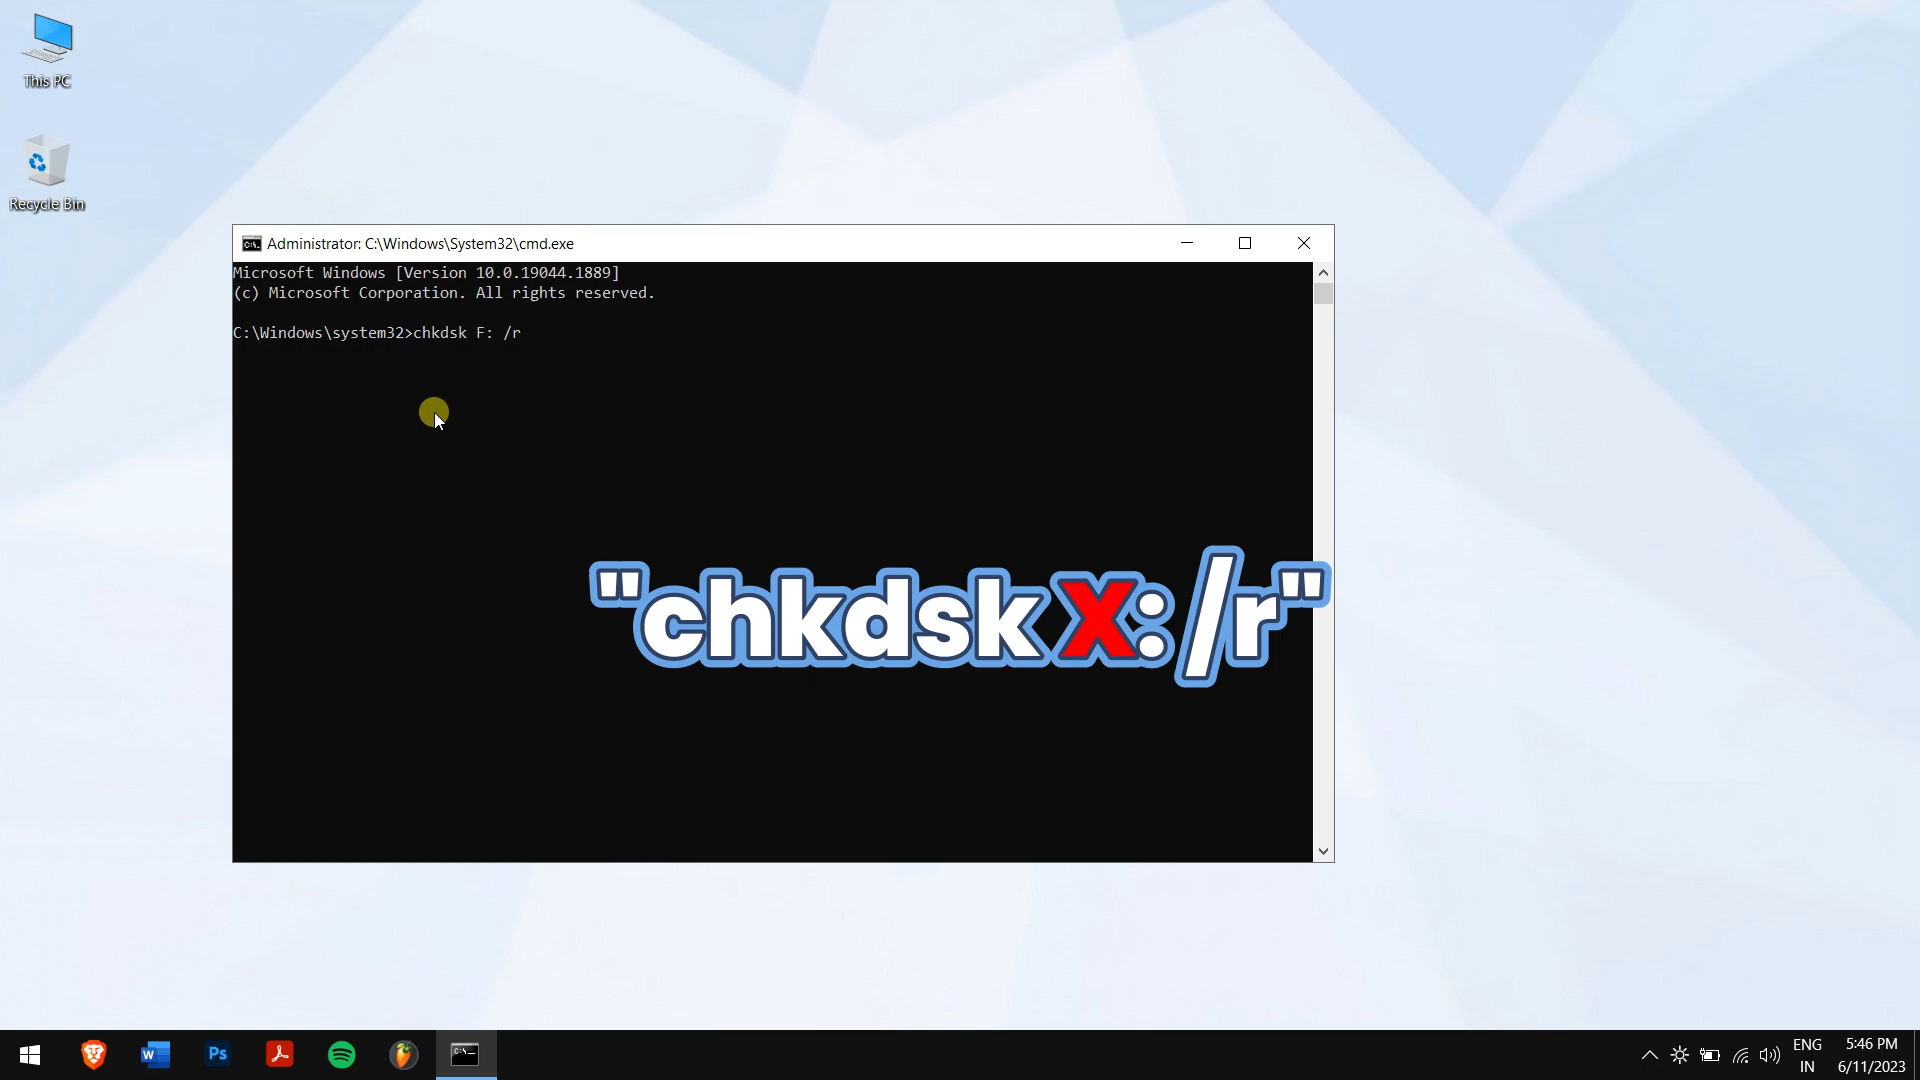 This PC
Recycle Bin
Administrator: C:\Windows\System32\cmd.exe
Microsoft Windows [Version 10.0.19044.1889]
(c) Microsoft Corporation. All rights reserved.
C:\Windows\system32>chkdsk F: /r
"chkdsk X: /r"
W
Ps
C:\_
ENG
IN
5:46 PM
6/11/2023